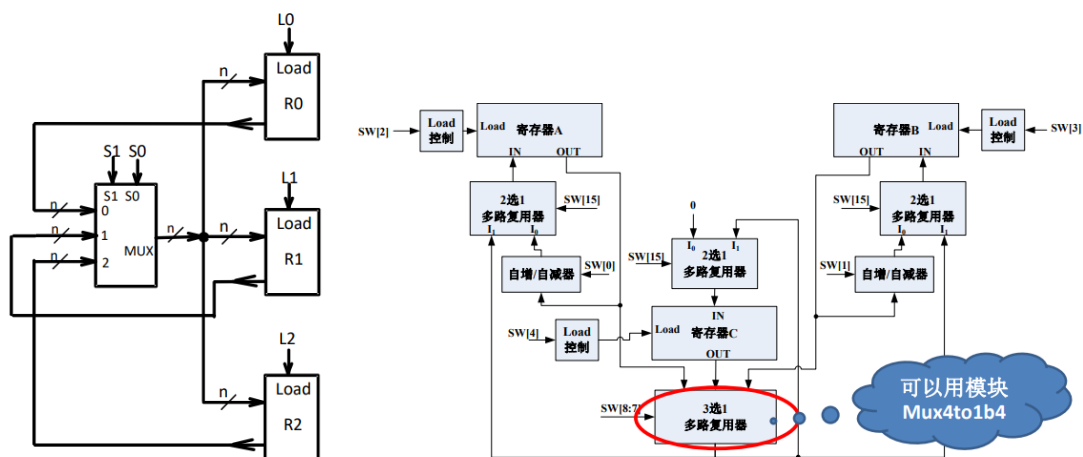 L0
n
Load
R0
S1 S0
S1 S0
n
0
n
1
n
2
MUX
n
n
L1
Load
R1
L2
n
Load
R2
SW[2]
Load
控制
Load
寄存器A
IN
OUT
2选1
多路复用器
I1
I0
SW[15]
自增/自减器
SW[0]
0
I0
I1
2选1
多路复用器
SW[15]
IN
Load
寄存器C
OUT
SW[4]
Load
控制
SW[8:7]
3选1
多路复用器
寄存器B
Load
OUT
IN
Load
控制
SW[3]
SW[15]
2选1
多路复用器
I0
I1
SW[1]
自增/自减器
可以用模块
Mux4to1b4